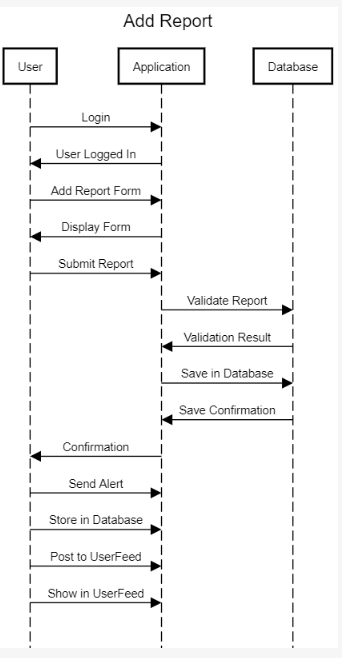 Add Report
User
Application
Database
Login
User Logged In
Add Report Form
Display Form
Submit Report
Validate Report
Validation Result
Save in Database
Save Confirmation
Confirmation
Send Alert
Store in Database
Post to UserFeed
Show in UserFeed